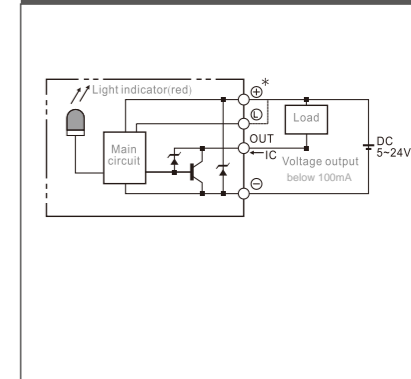 Light indicator(red)
⊕ *
Ⓛ
Load
OUT
DC
5~24V
Main
circuit
IC
Voltage output
below 100mA
⊖